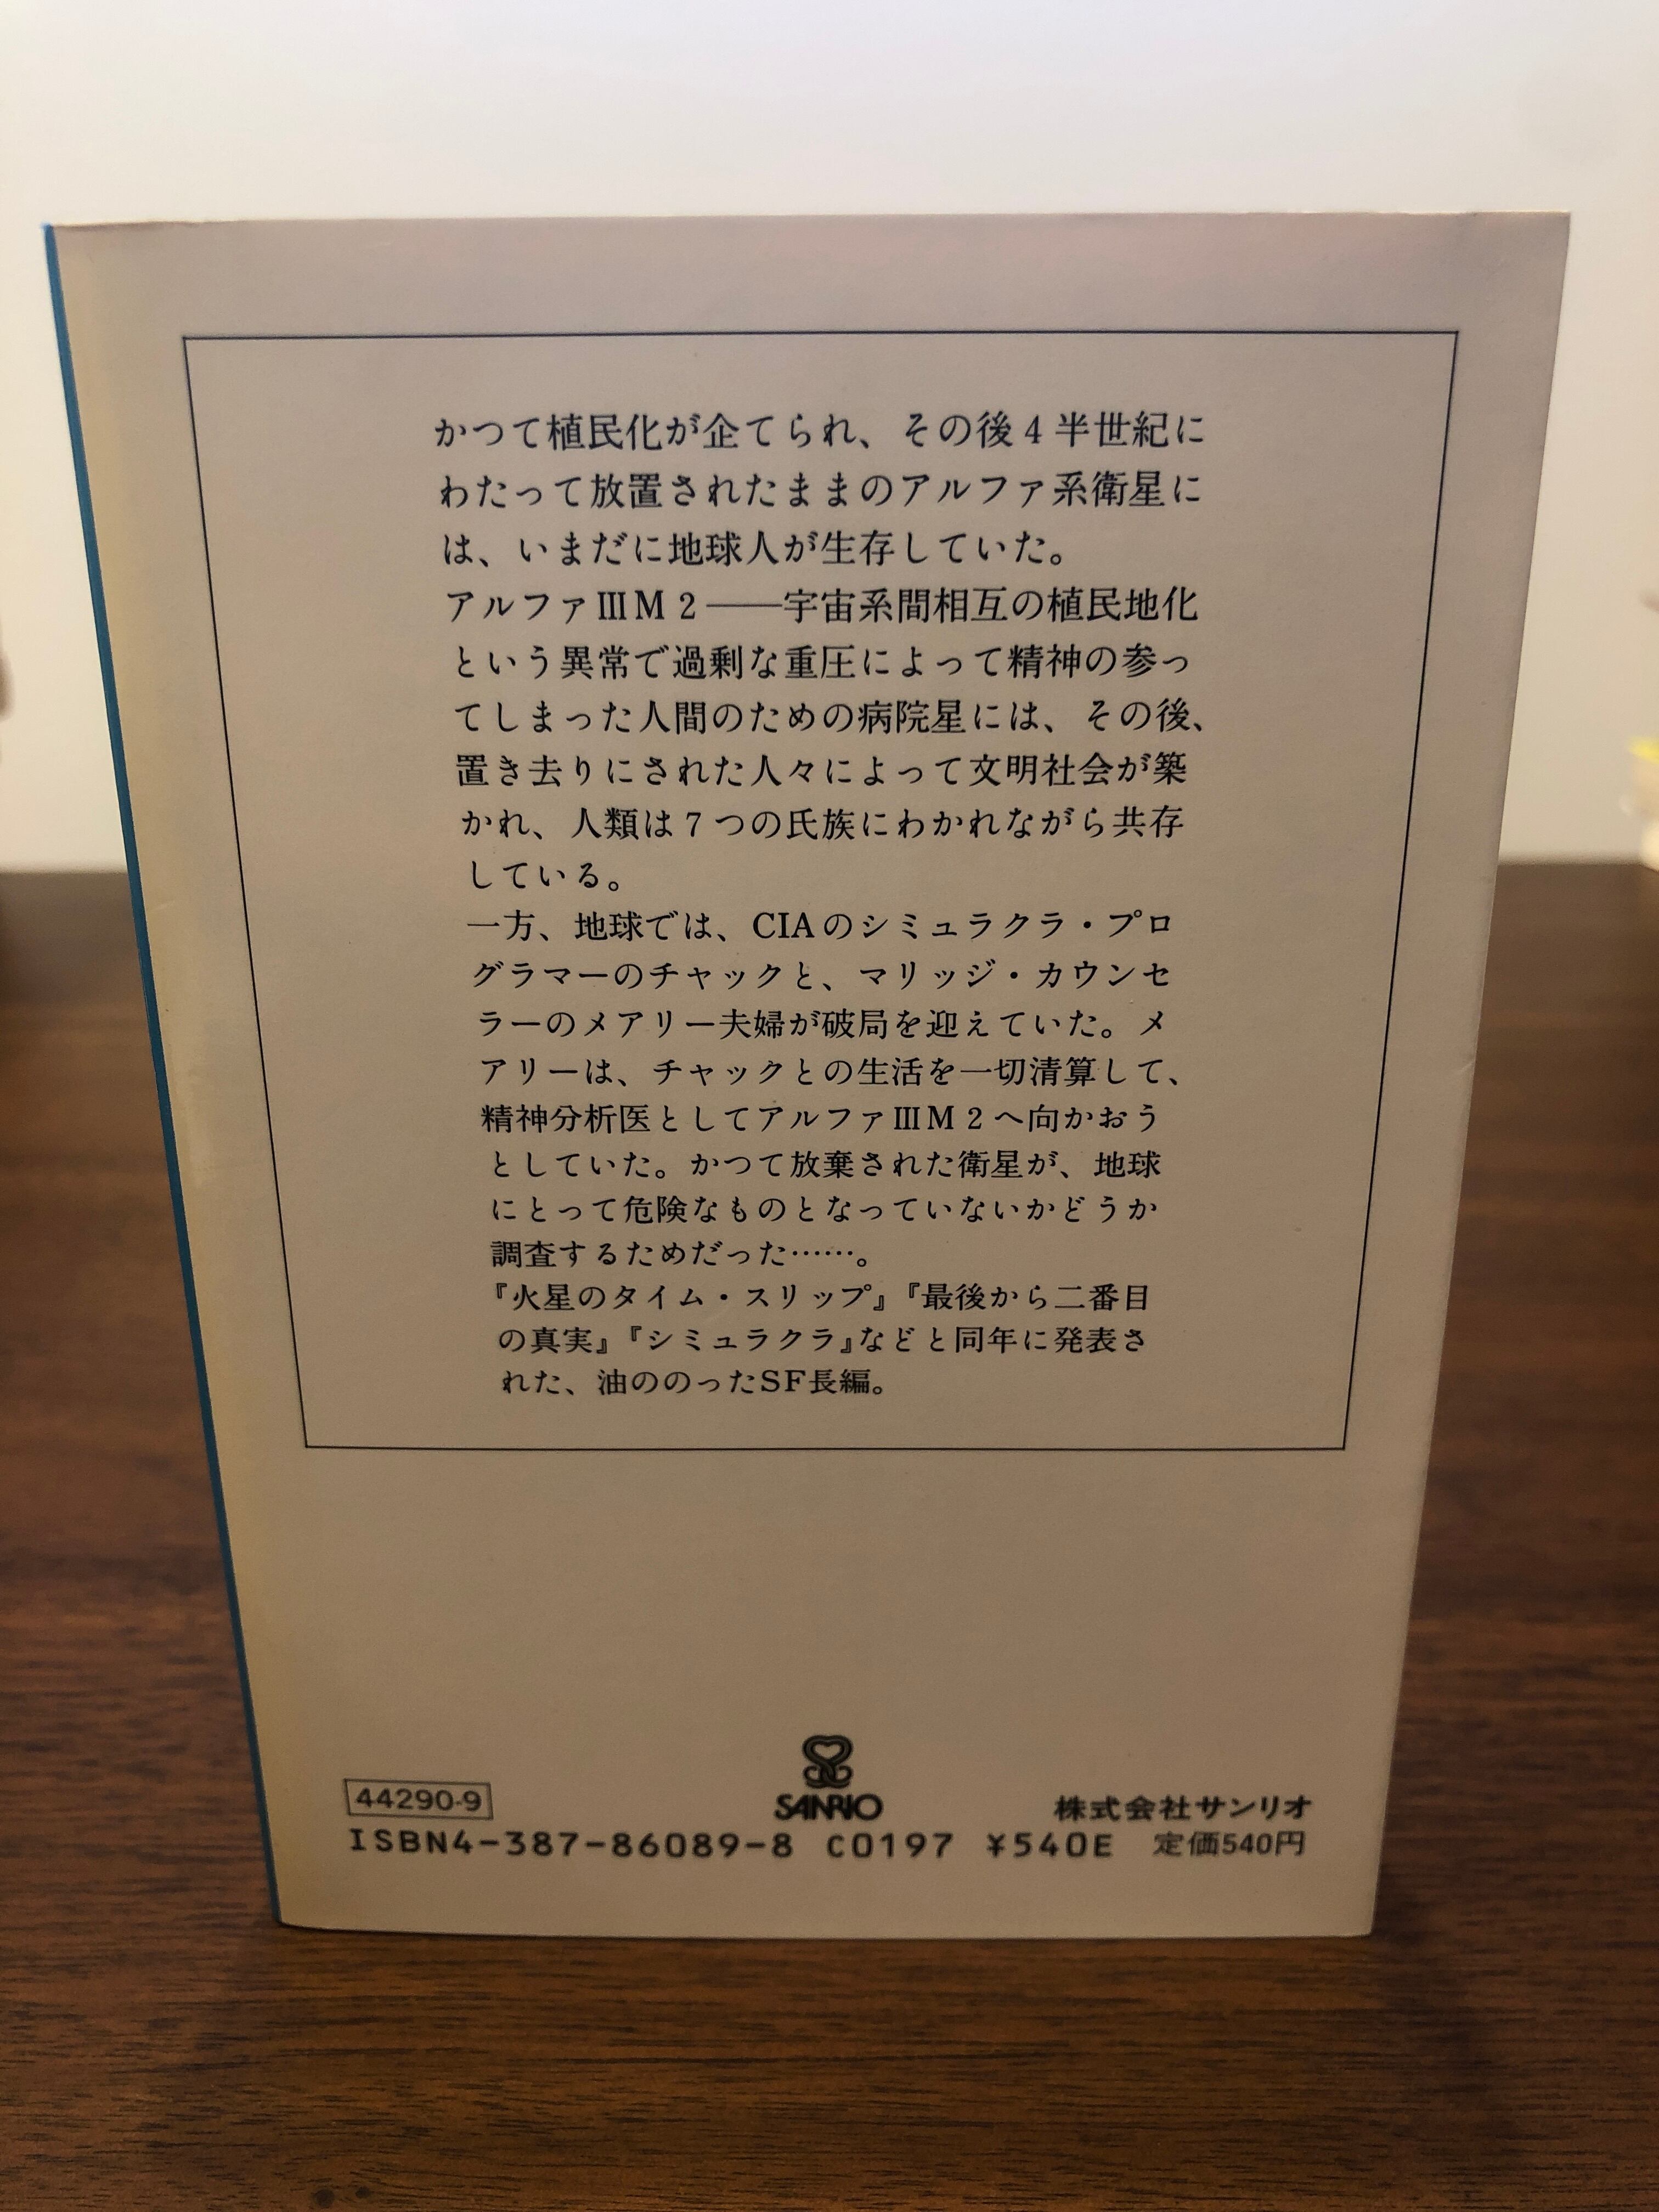 かつて植民化が企てられ、その後4半世紀に
わたって放置されたままのアルファ系衛星に
は、いまだに地球人が生存していた。
アルファⅢM2──宇宙系間相互の植民地化
という異常で過剰な重圧によって精神の参っ
てしまった人間のための病院星には、その後、
置き去りにされた人々によって文明社会が築
かれ、人類は7つの氏族にわかれながら共存
している。
一方、地球では、CIAのシミュラクラ・プロ
グラマーのチャックと、マリッジ・カウンセ
ラーのメアリー夫婦が破局を迎えていた。メ
アリーは、チャックとの生活を一切清算して、
精神分析医としてアルファⅢM2へ向かおう
としていた。かつて放棄された衛星が、地球
にとって危険なものとなっていないかどうか
調査するためだった……。
『火星のタイム・スリップ』『最後から二番目
の真実』『シミュラクラ』などと同年に発表さ
れた、油ののったSF長編。
44290-9
SANRIO
株式会社サンリオ
ISBN4-387-86089-8 C0197 ¥540E 定価540円